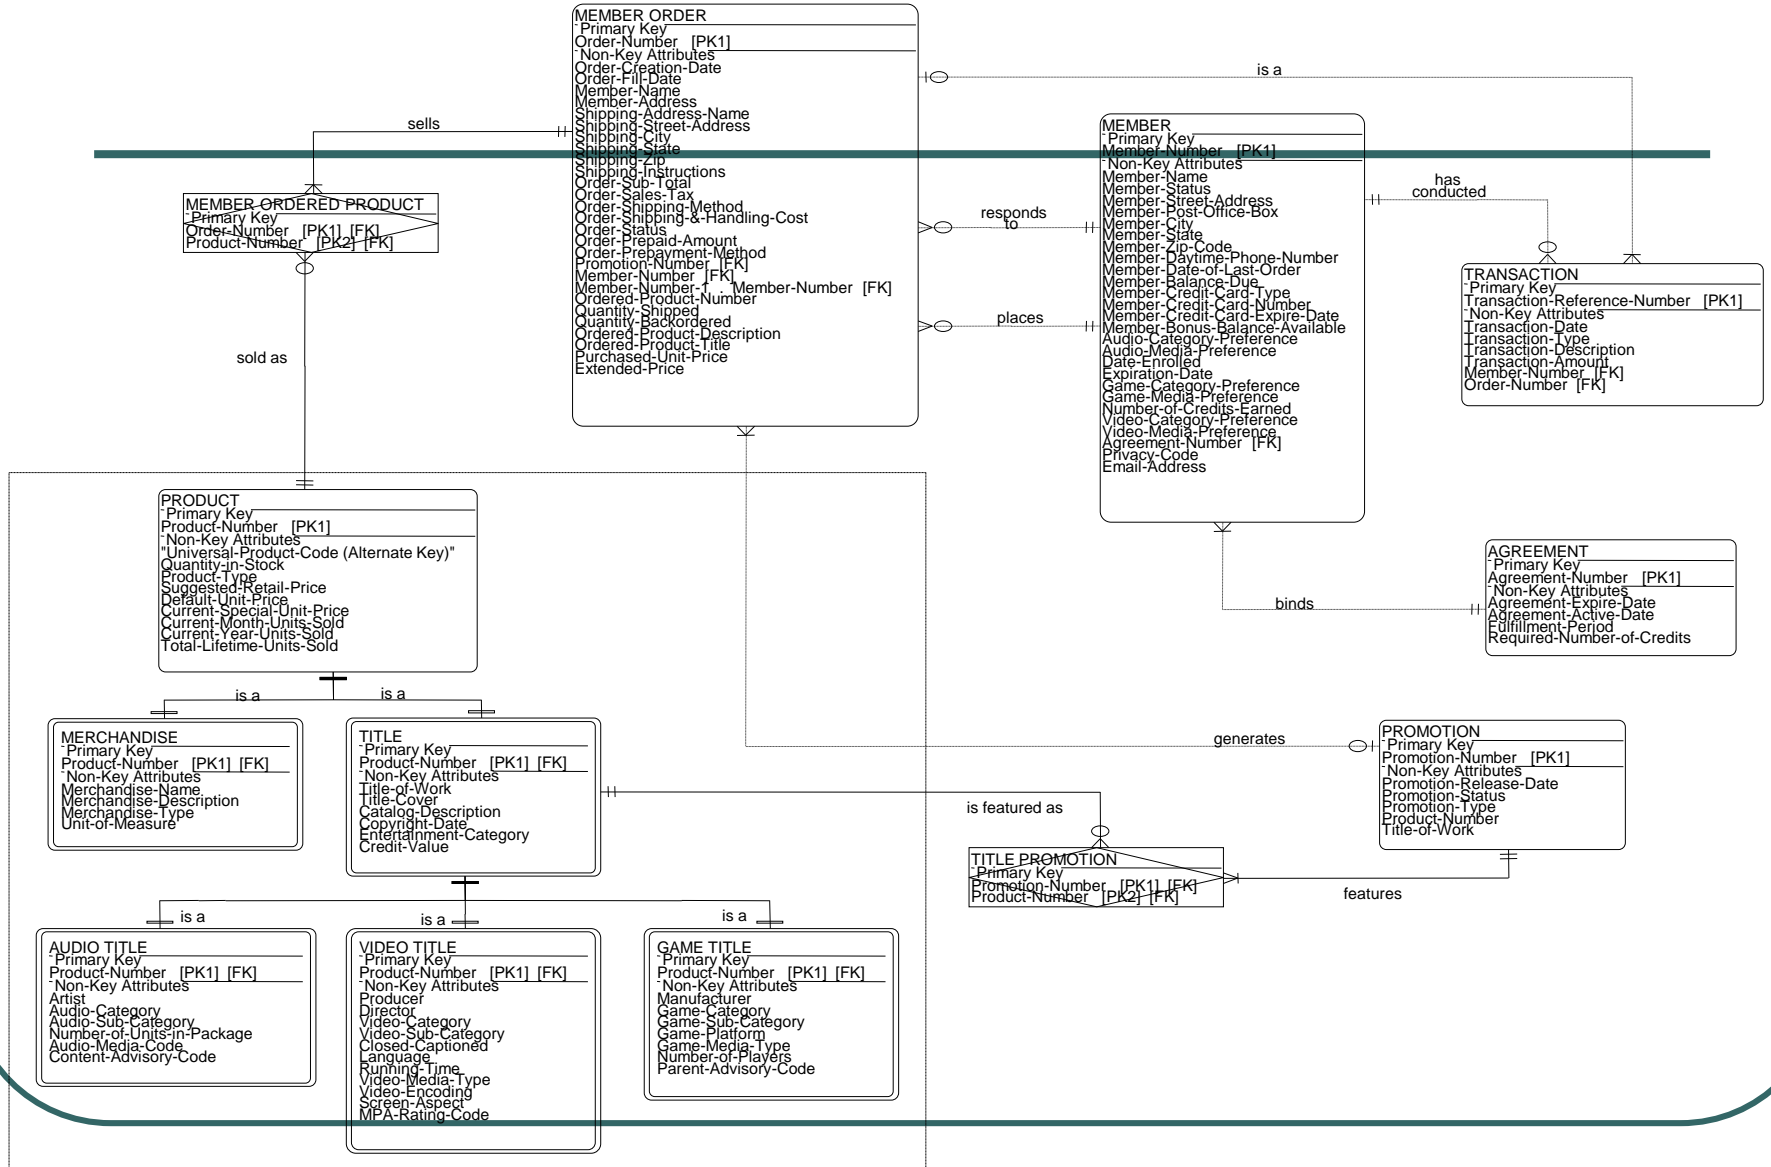 MEMBER ORDER
Primary Key
Order-Number [PK1]
Non-Key Attributes
Order-Creation-Date
Order-Fill-Date
Member-Name
Member-Address
Shipping-Address-Name
Shipping-Street-Address
Shipping-City
Shipping-State
Shipping-Zip
Shipping-Instructions
Order-Sub-Total
Order-Sales-Tax
Order-Shipping-Method
Order-Shipping-&-Handling-Cost
Order-Status
Order-Prepaid-Amount
Order-Prepayment-Method
Promotion-Number [FK]
Member-Number [FK]
Member-Number-1 . Member-Number [FK]
Ordered-Product-Number
Quantity-Shipped
Quantity-Backordered
Ordered-Product-Description
Ordered-Product-Title
Purchased-Unit-Price
Extended-Price
is a
sells
MEMBER ORDERED PRODUCT
Primary Key
Order-Number [PK1] [FK]
Product-Number [PK2] [FK]
responds
to
places
MEMBER
Primary Key
Member-Number [PK1]
Non-Key Attributes
Member-Name
Member-Status
Member-Street-Address
Member-Post-Office-Box
Member-City
Member-State
Member-Zip-Code
Member-Daytime-Phone-Number
Member-Date-of-Last-Order
Member-Balance-Due
Member-Credit-Card-Type
Member-Credit-Card-Number
Member-Credit-Card-Expire-Date
Member-Bonus-Balance-Available
Audio-Category-Preference
Audio-Media-Preference
Date-Enrolled
Expiration-Date
Game-Category-Preference
Game-Media-Preference
Number-of-Credits-Earned
Video-Category-Preference
Video-Media-Preference
Agreement-Number [FK]
Privacy-Code
Email-Address
has
conducted
TRANSACTION
Primary Key
Transaction-Reference-Number [PK1]
Non-Key Attributes
Transaction-Date
Transaction-Type
Transaction-Description
Transaction-Amount
Member-Number [FK]
Order-Number [FK]
sold as
PRODUCT
Primary Key
Product-Number [PK1]
Non-Key Attributes
"Universal-Product-Code (Alternate Key)"
Quantity-in-Stock
Product-Type
Suggested-Retail-Price
Default-Unit-Price
Current-Special-Unit-Price
Current-Month-Units-Sold
Current-Year-Units-Sold
Total-Lifetime-Units-Sold
AGREEMENT
Primary Key
Agreement-Number [PK1]
Non-Key Attributes
Agreement-Expire-Date
Agreement-Active-Date
Fulfillment-Period
Required-Number-of-Credits
binds
is a
is a
MERCHANDISE
Primary Key
Product-Number [PK1] [FK]
Non-Key Attributes
Merchandise-Name
Merchandise-Description
Merchandise-Type
Unit-of-Measure
TITLE
Primary Key
Product-Number [PK1] [FK]
Non-Key Attributes
Title-of-Work
Title-Cover
Catalog-Description
Copyright-Date
Entertainment-Category
Credit-Value
generates
PROMOTION
Primary Key
Promotion-Number [PK1]
Non-Key Attributes
Promotion-Release-Date
Promotion-Status
Promotion-Type
Product-Number
Title-of-Work
is featured as
TITLE PROMOTION
Primary Key
Promotion-Number [PK1] [FK]
Product-Number [PK2] [FK]
features
is a
is a
is a
AUDIO TITLE
Primary Key
Product-Number [PK1] [FK]
Non-Key Attributes
Artist
Audio-Category
Audio-Sub-Category
Number-of-Units-in-Package
Audio-Media-Code
Content-Advisory-Code
VIDEO TITLE
Primary Key
Product-Number [PK1] [FK]
Non-Key Attributes
Producer
Director
Video-Category
Video-Sub-Category
Closed-Captioned
Language
Running-Time
Video-Media-Type
Video-Encoding
Screen-Aspect
MPA-Rating-Code
GAME TITLE
Primary Key
Product-Number [PK1] [FK]
Non-Key Attributes
Manufacturer
Game-Category
Game-Sub-Category
Game-Platform
Game-Media-Type
Number-of-Players
Parent-Advisory-Code